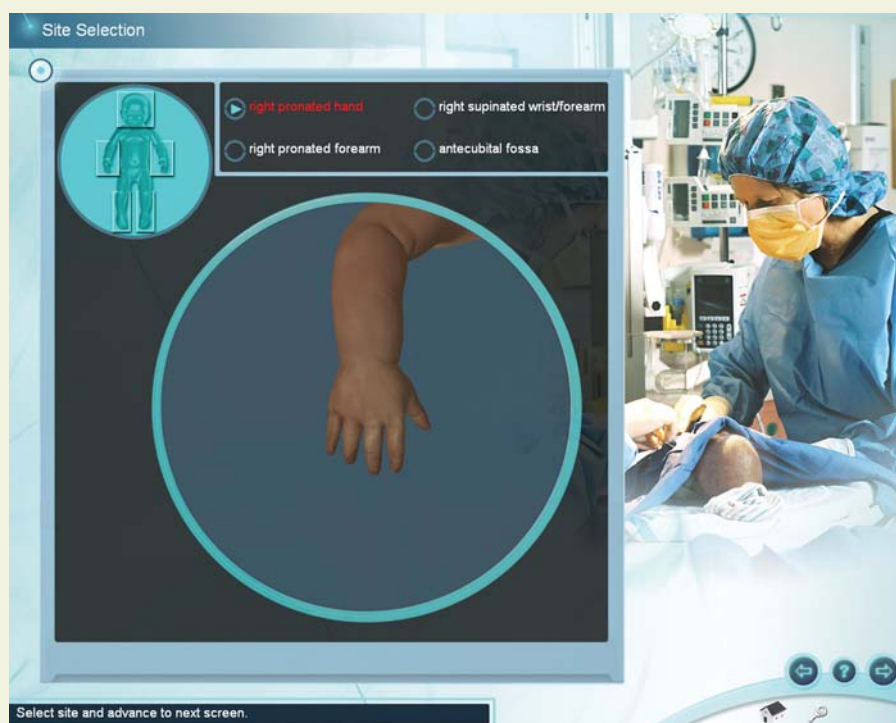 Site Selection
right pronated hand
right supinated wrist/forearm
right pronated forearm
antecubital fossa
?
Select site and advance to next screen.